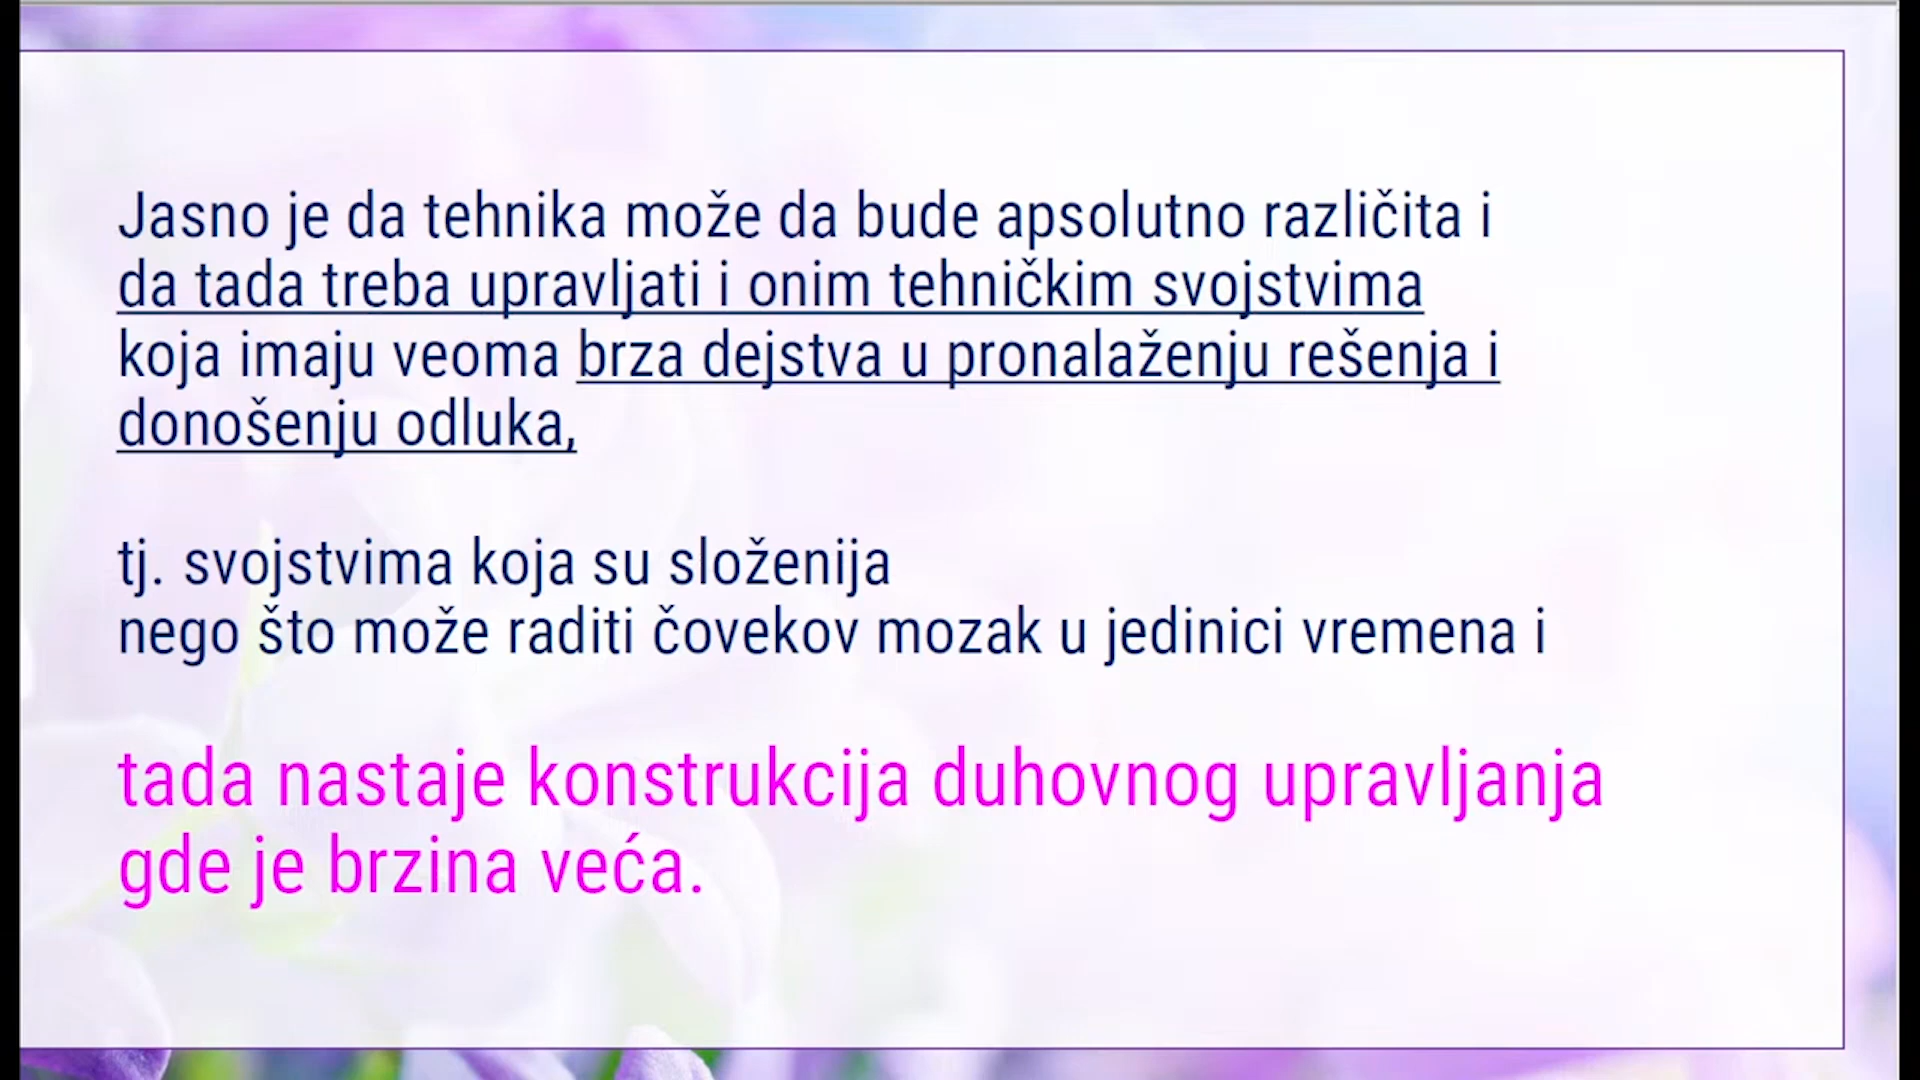 Jasno je da tehnika može da bude apsolutno različita i
da tada treba upravljati i onim tehničkim svojstvima
koja imaju veoma brza dejstva u pronalaženju rešenja i
donošenju odluka,
tj. svojstvima koja su složenija
nego što može raditi čovekov mozak u jedinici vremena i
tada nastaje konstrukcija duhovnog upravljanja
gde je brzina veća.